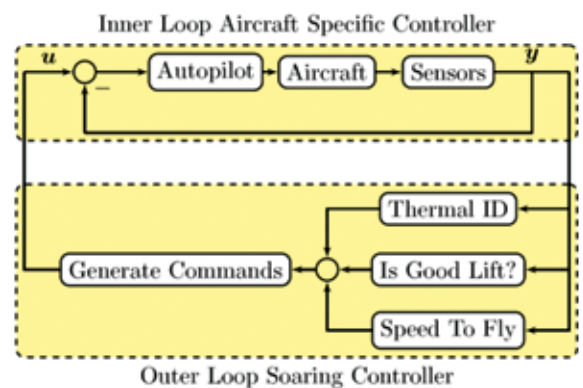 Inner Loop Aircraft Specific Controller
u
y
Autopilot
Aircraft
Sensors
−
Thermal ID
Generate Commands
Is Good Lift?
Speed To Fly
Outer Loop Soaring Controller